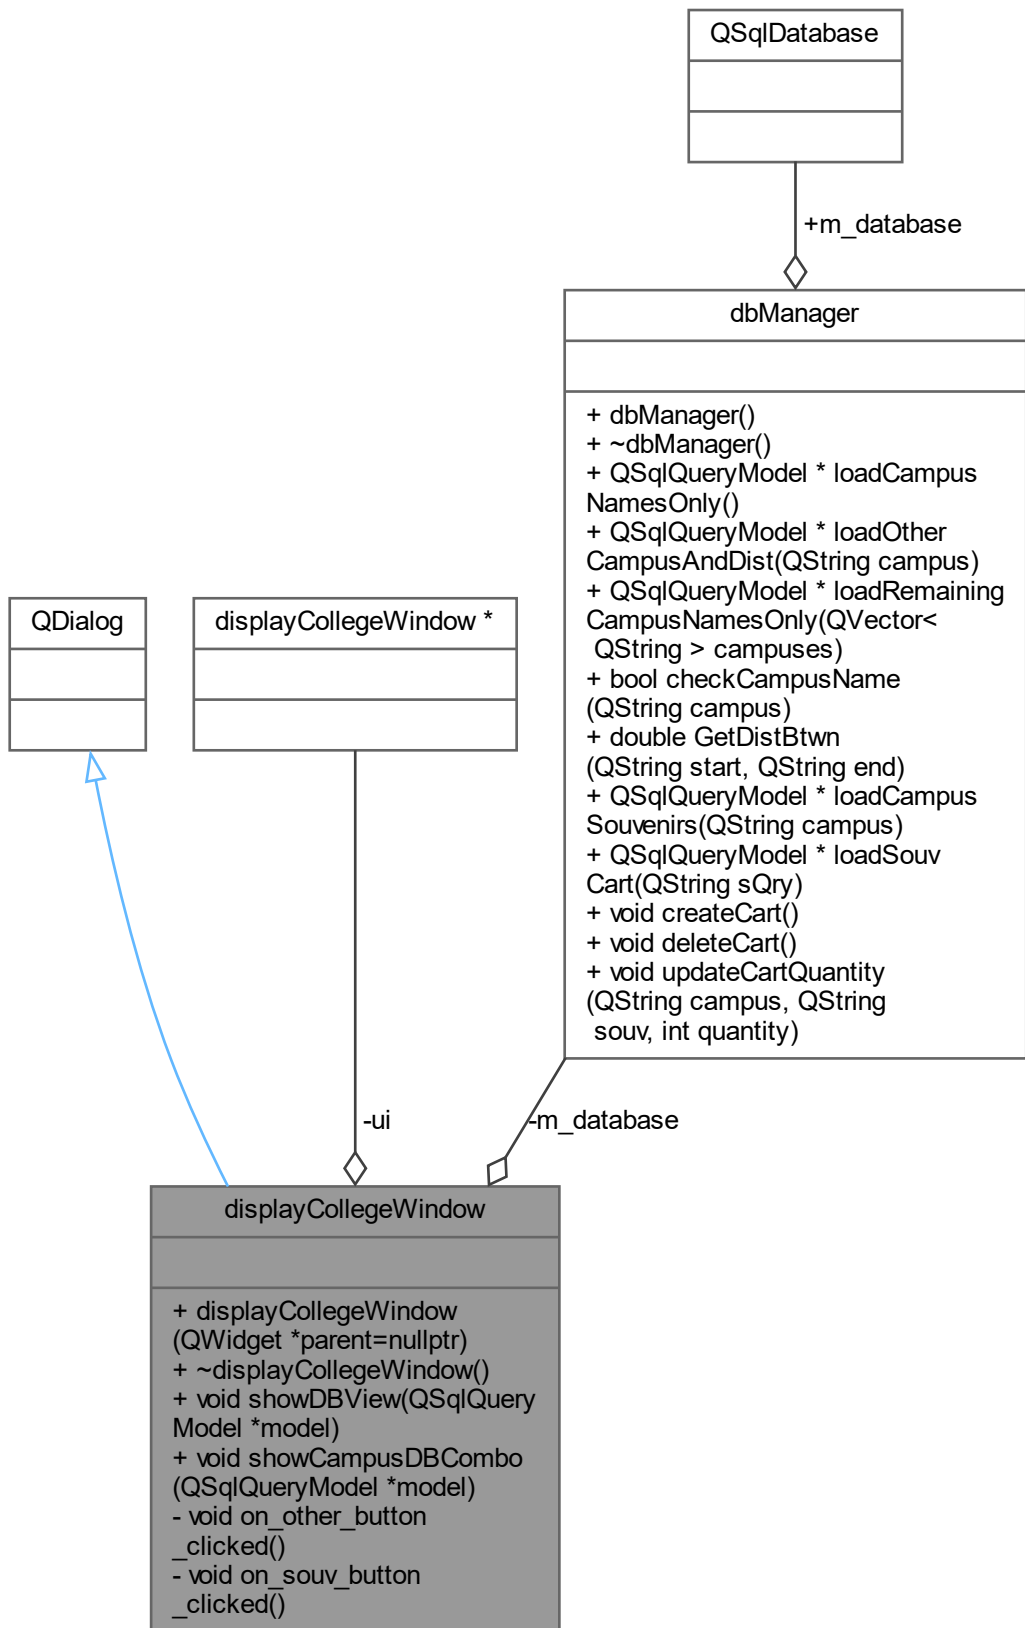 QSqlDatabase
+m_database
dbManager
+ dbManager()
+ ~dbManager()
+ QSqlQueryModel * loadCampus
NamesOnly()
+ QSqlQueryModel * loadOther
CampusAndDist(QString campus)
+ QSqlQueryModel * loadRemaining
CampusNamesOnly(QVector<
QString > campuses)
+ bool checkCampusName
(QString campus)
+ double GetDistBtwn
(QString start, QString end)
+ QSqlQueryModel * loadCampus
Souvenirs(QString campus)
+ QSqlQueryModel * loadSouv
Cart(QString sQry)
+ void createCart()
+ void deleteCart()
+ void updateCartQuantity
(QString campus, QString
souv, int quantity)
QDialog
displayCollegeWindow *
-ui
-m_database
displayCollegeWindow
+ displayCollegeWindow
(QWidget *parent=nullptr)
+ ~displayCollegeWindow()
+ void showDBView(QSqlQuery
Model *model)
+ void showCampusDBCombo
(QSqlQueryModel *model)
- void on_other_button
_clicked()
- void on_souv_button
_clicked()